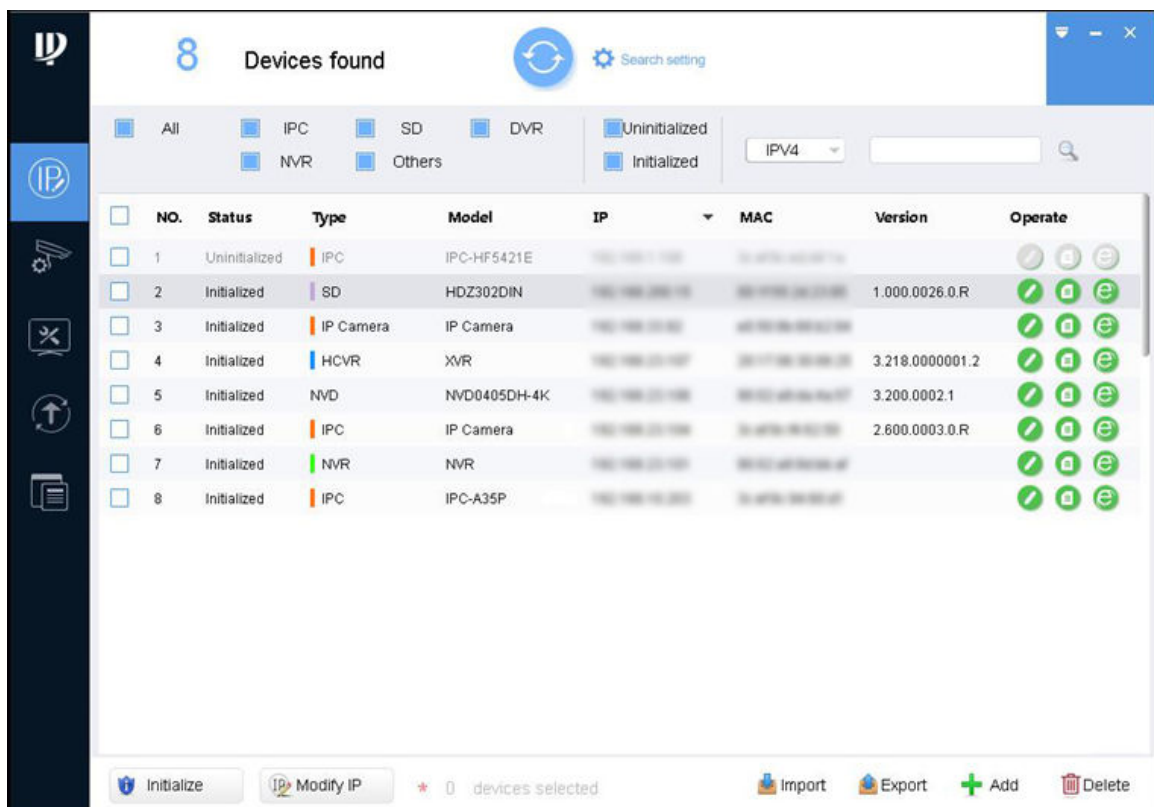 8 Devices found Search setting
All IPC SD DVR Uninitialized
NVR Others Initialized IPV4
NO. Status Type Model IP MAC Version Operate
1 Uninitialized IPC IPC-HF5421E
2 Initialized SD HDZ302DIN 1.000.0026.0.R
3 Initialized IP Camera IP Camera
4 Initialized HCVR XVR 3.218.0000001.2
5 Initialized NVD NVD0405DH-4K 3.200.0002.1
6 Initialized IPC IP Camera 2.600.0003.0.R
7 Initialized NVR NVR
8 Initialized IPC IPC-A35P
Initialize IP Modify IP * 0 devices selected Import Export Add Delete